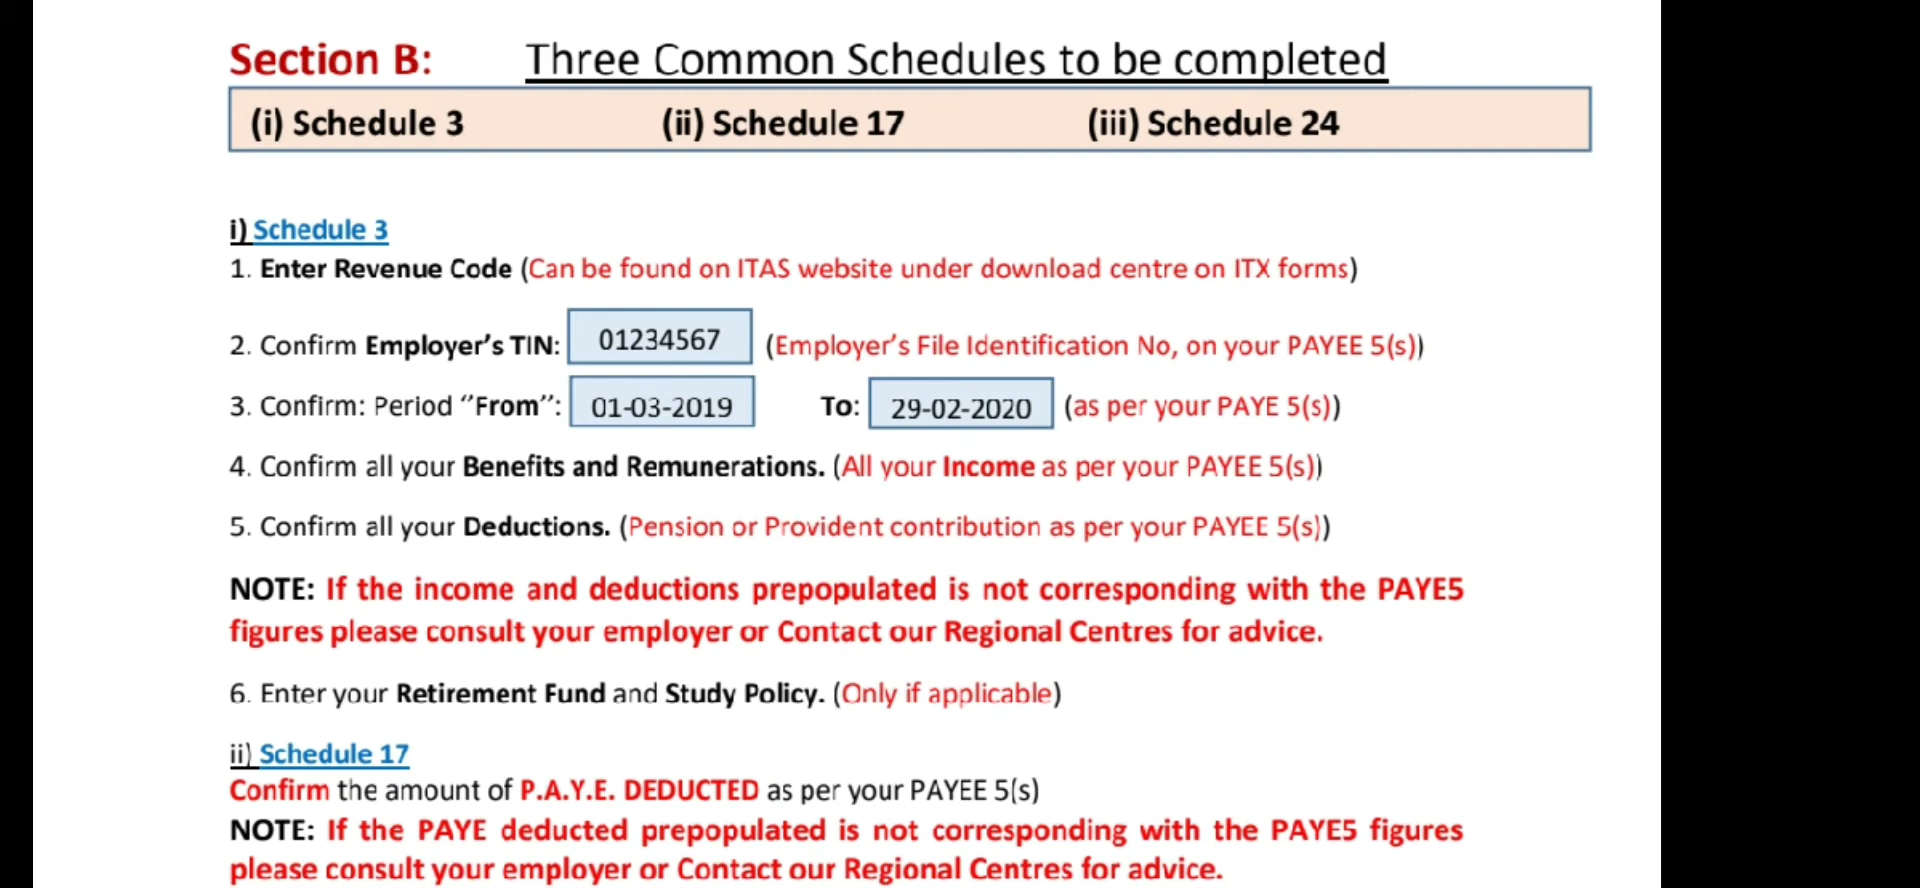 Section B: Three Common Schedules to be completed
(i) Schedule 3 (ii) Schedule 17 (iii) Schedule 24
i) Schedule 3
1. Enter Revenue Code (Can be found on ITAS website under download centre on ITX forms)
2. Confirm Employer's TIN: 01234567 (Employer's File Identification No, on your PAYEE 5(s))
3. Confirm: Period "From": 01-03-2019 To: 29-02-2020 (as per your PAYE 5(s))
4. Confirm all your Benefits and Remunerations. (All your Income as per your PAYEE 5(s))
5. Confirm all your Deductions. (Pension or Provident contribution as per your PAYEE 5(s))
NOTE: If the income and deductions prepopulated is not corresponding with the PAYE5
figures please consult your employer or Contact our Regional Centres for advice.
6. Enter your Retirement Fund and Study Policy. (Only if applicable)
ii) Schedule 17
Confirm the amount of P.A.Y.E. DEDUCTED as per your PAYEE 5(s)
NOTE: If the PAYE deducted prepopulated is not corresponding with the PAYE5 figures
please consult your employer or Contact our Regional Centres for advice.